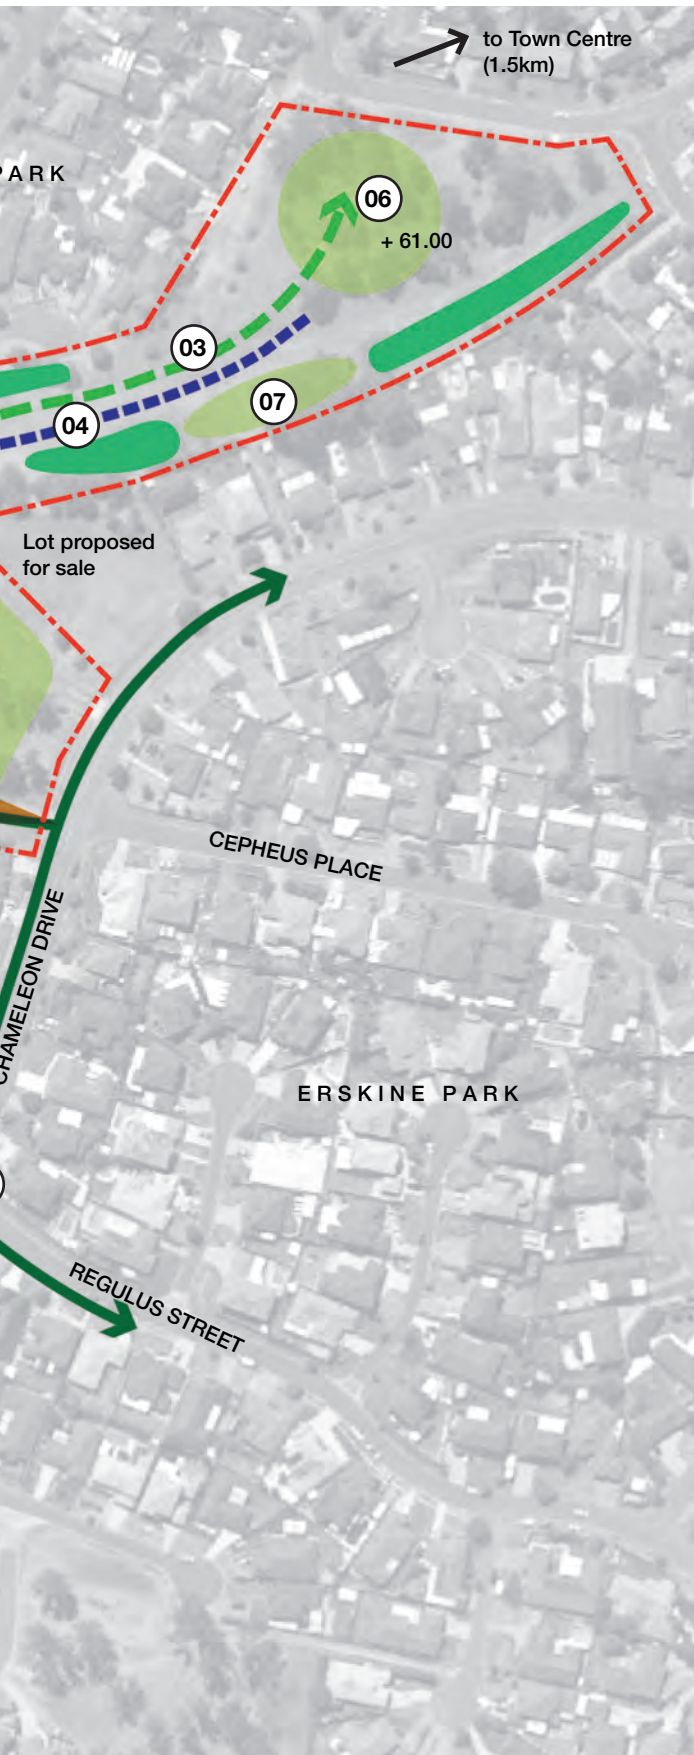 to Town Centre
(1.5km)
PARK
06
+ 61.00
03
07
04
Lot proposed
for sale
CEPHEUS PLACE
CHAMELEON DRIVE
ERSKINE PARK
REGULUS STREET